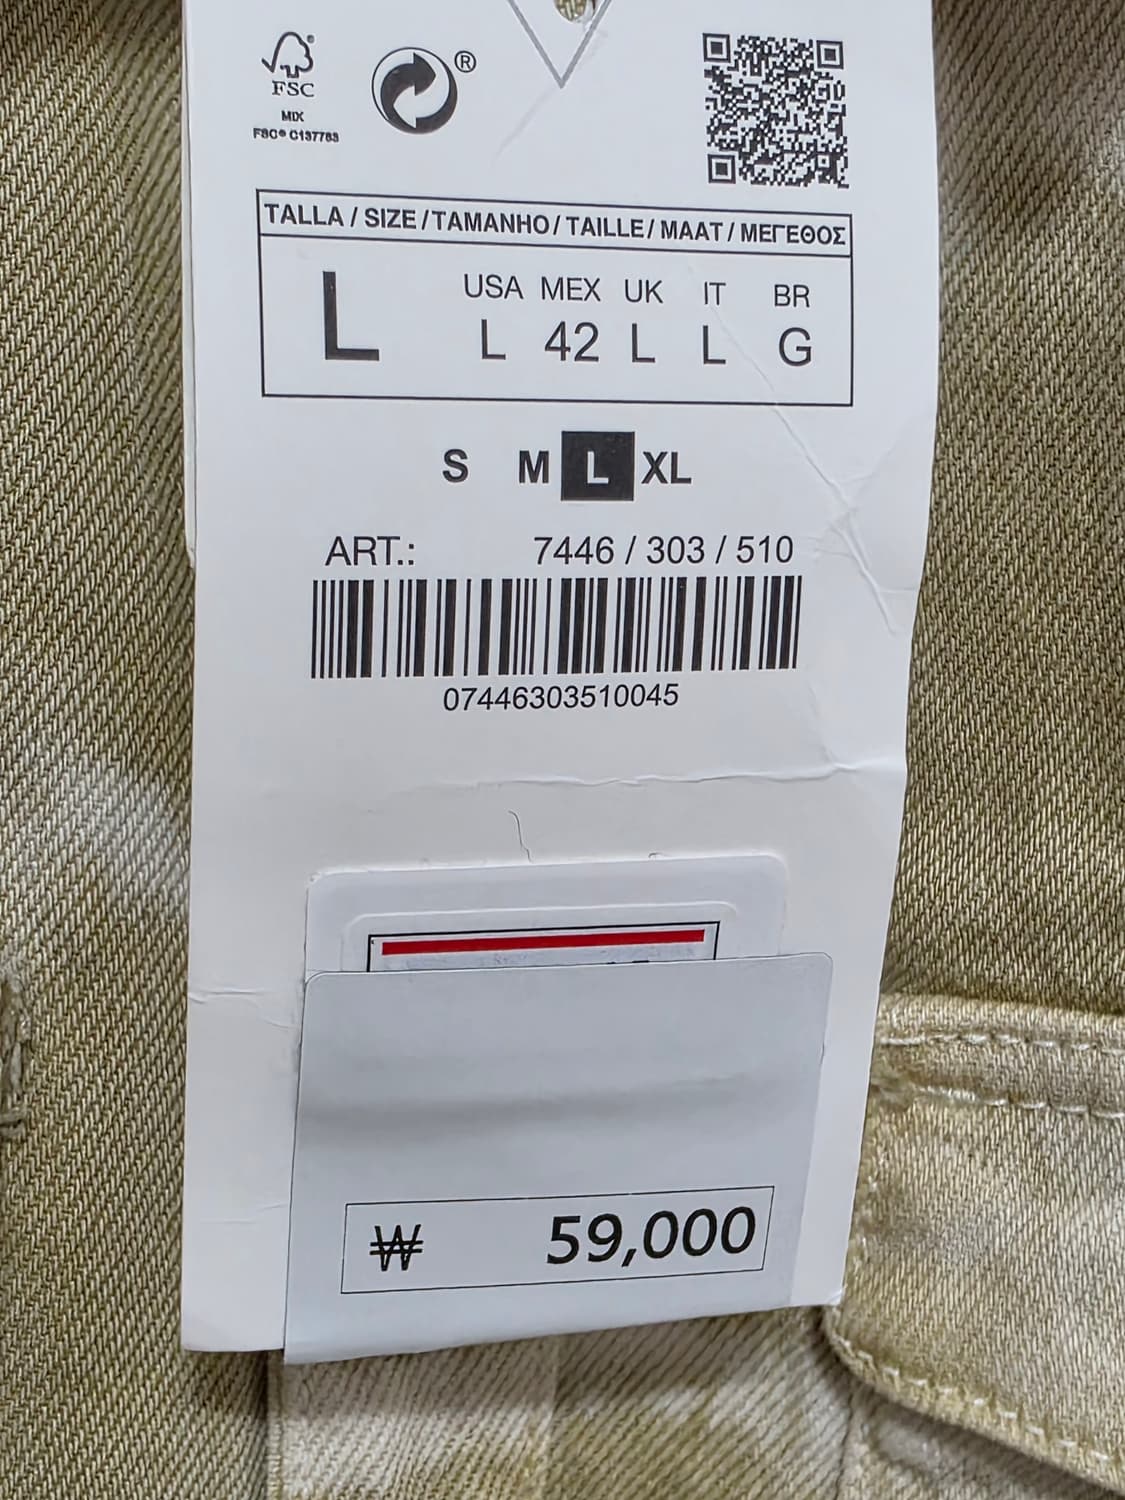 FSC
MIX
FSC® C137763
®
TALLA / SIZE / TAMANHO / TAILLE / MAAT / ΜΕΓΕΘΟΣ
L
USA MEX UK IT BR
L 42 L L G
S M L XL
ART.: 7446 / 303 / 510
07446303510045
₩ 59,000